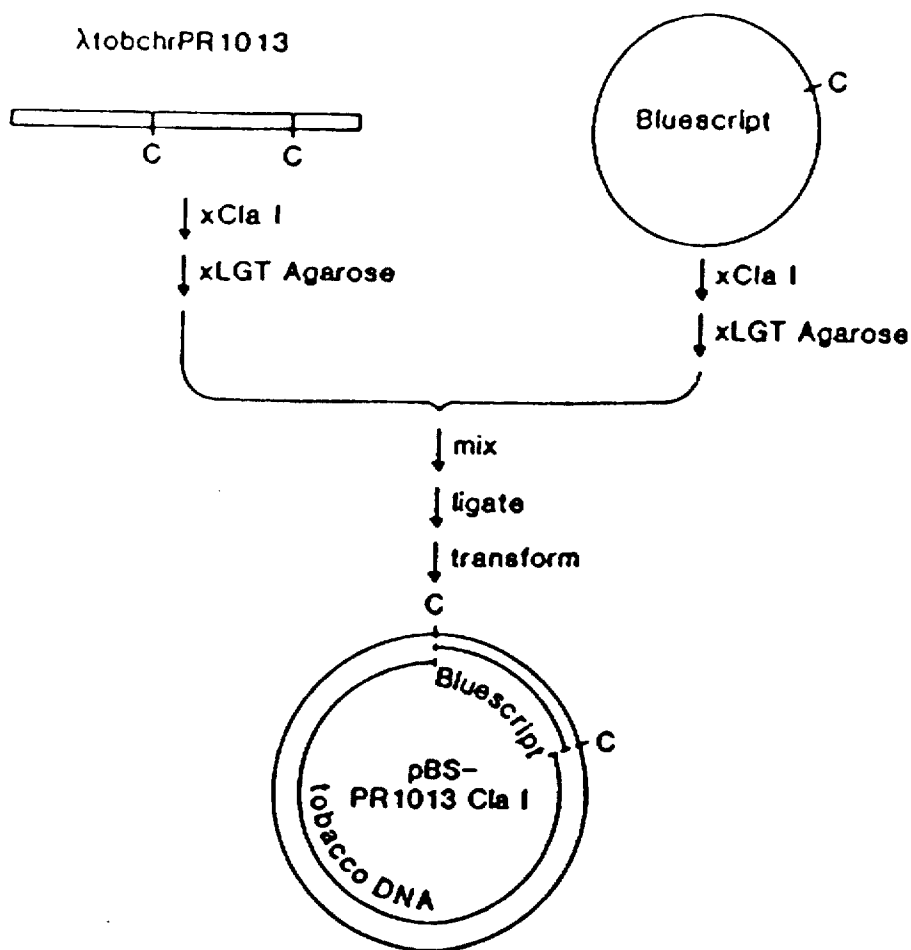 λtobchrPR1013
C
C
xCla I
xLGT Agarose
Bluescript
C
xCla I
xLGT Agarose
mix
ligate
transform
C
Bluescript
C
pBS-
PR1013 Cla I
tobacco DNA